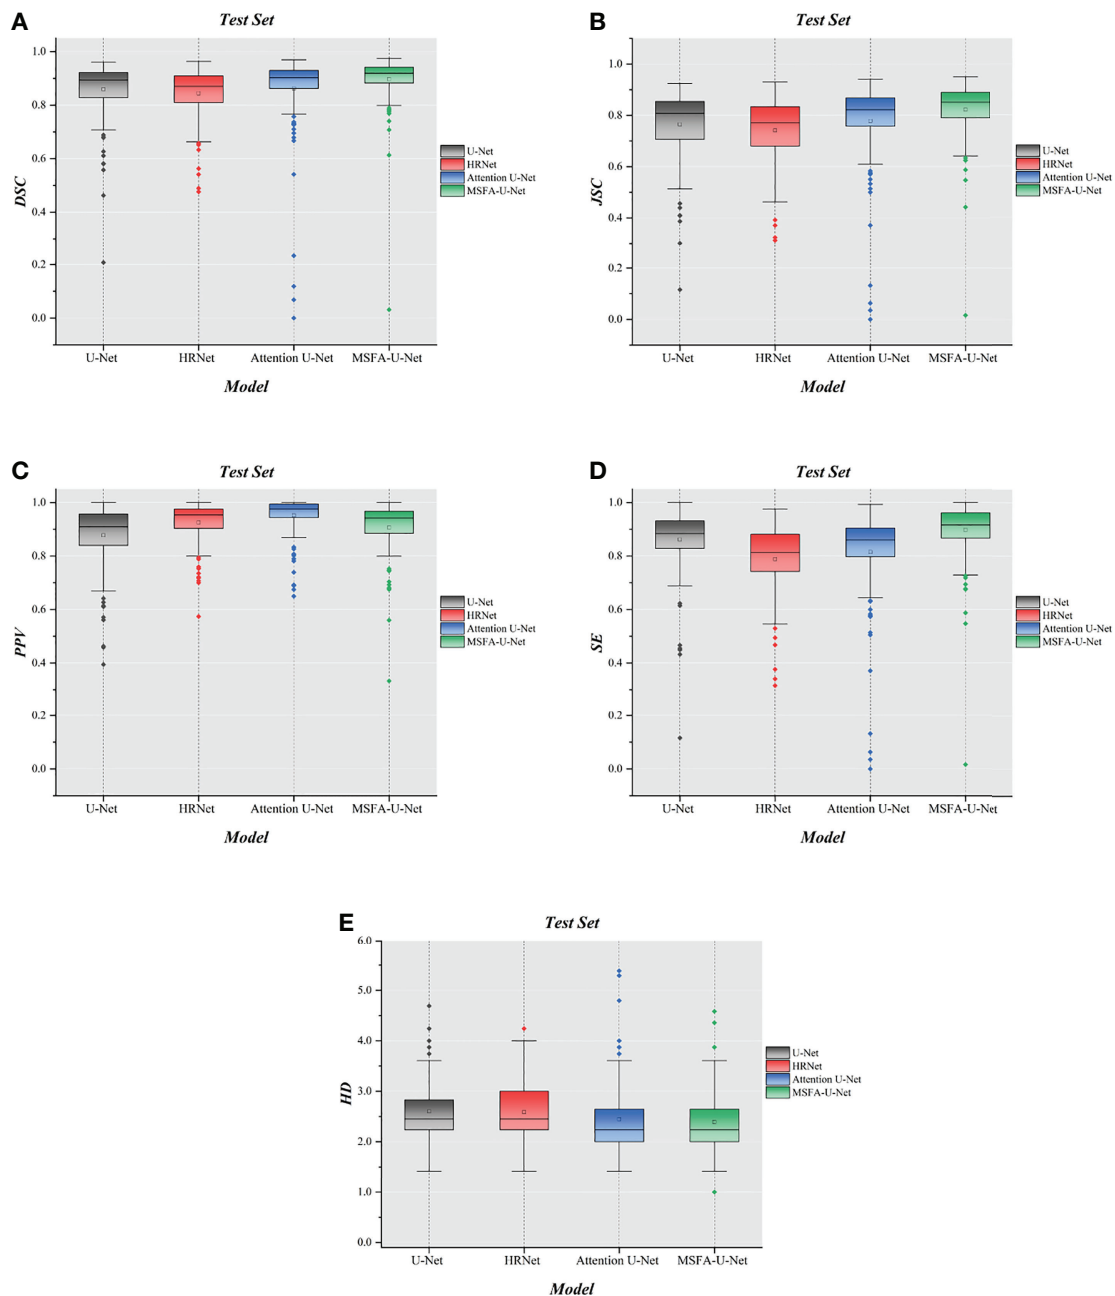 A
Test Set
DSC
1.0
0.8
0.6
0.4
0.2
0.0
U-Net
HRNet
Attention U-Net
MSFA-U-Net
U-Net HRNet Attention U-Net MSFA-U-Net
Model
B
Test Set
JSC
1.0
0.8
0.6
0.4
0.2
0.0
U-Net
HRNet
Attention U-Net
MSFA-U-Net
U-Net HRNet Attention U-Net MSFA-U-Net
Model
C
Test Set
PPV
1.0
0.8
0.6
0.4
0.2
0.0
U-Net
HRNet
Attention U-Net
MSFA-U-Net
U-Net HRNet Attention U-Net MSFA-U-Net
Model
D
Test Set
SE
1.0
0.8
0.6
0.4
0.2
0.0
U-Net
HRNet
Attention U-Net
MSFA-U-Net
U-Net HRNet Attention U-Net MSFA-U-Net
Model
E
Test Set
HD
6.0
5.0
4.0
3.0
2.0
1.0
0.0
U-Net
HRNet
Attention U-Net
MSFA-U-Net
U-Net HRNet Attention U-Net MSFA-U-Net
Model